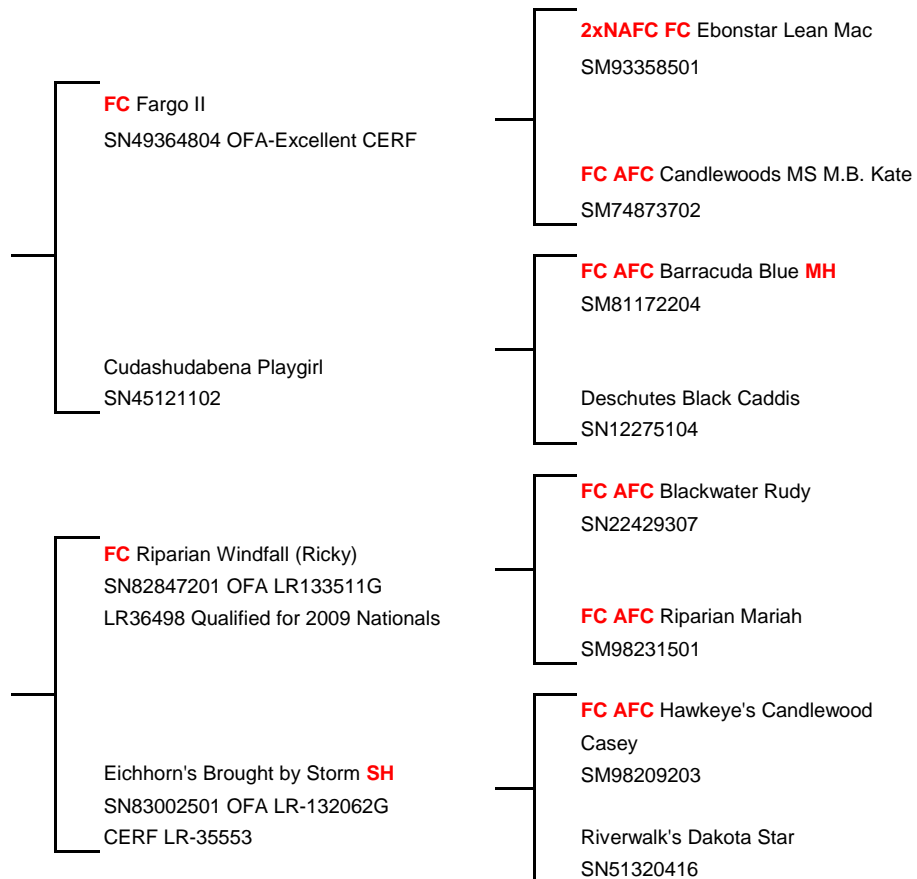 FC Fargo II
SN49364804 OFA-Excellent CERF
Cudashudabena Playgirl
SN45121102
FC Riparian Windfall (Ricky)
SN82847201 OFA LR133511G
LR36498 Qualified for 2009 Nationals
Eichhorn's Brought by Storm SH
SN83002501 OFA LR-132062G
CERF LR-35553
2xNAFC FC Ebonstar Lean Mac
SM93358501
FC AFC Candlewoods MS M.B. Kate
SM74873702
FC AFC Barracuda Blue MH
SM81172204
Deschutes Black Caddis
SN12275104
FC AFC Blackwater Rudy
SN22429307
FC AFC Riparian Mariah
SM98231501
FC AFC Hawkeye's Candlewood
Casey
SM98209203
Riverwalk's Dakota Star
SN51320416